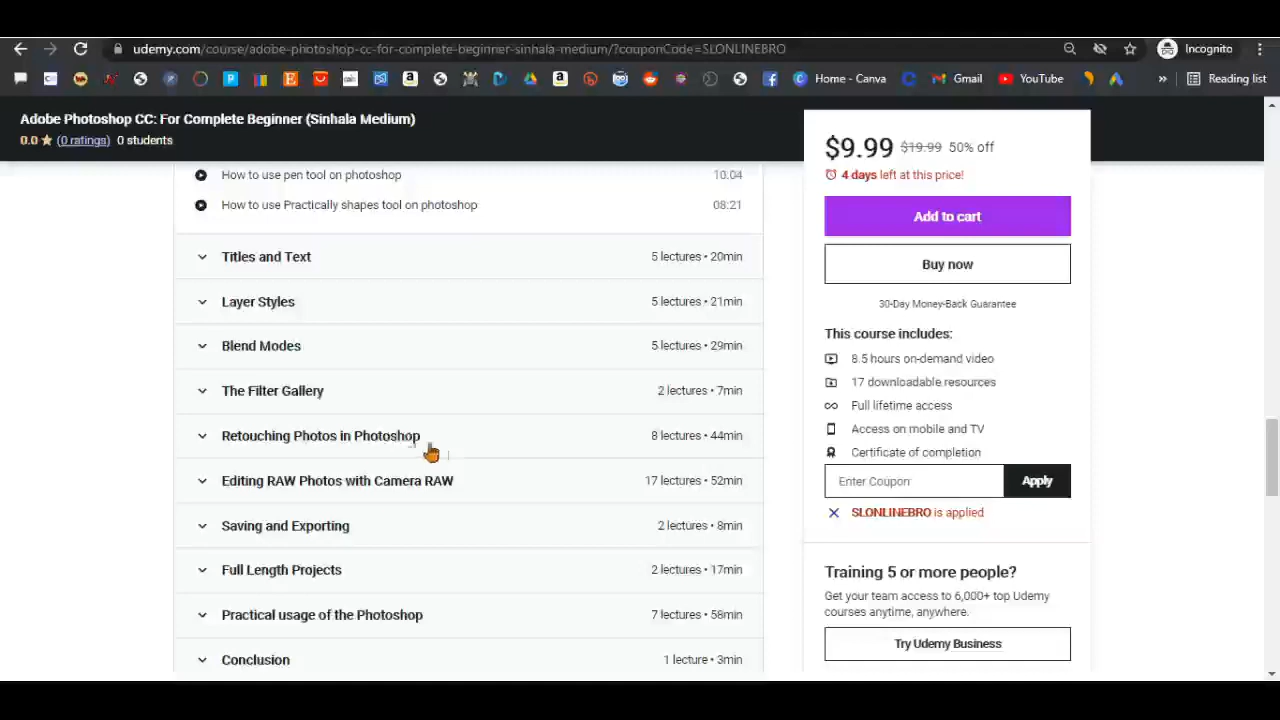 udemy.com/course/adobe-photoshop-cc-for-complete-beginner-sinhala-medium/?couponCode=SLONLINEBRO
Incognito
Home - Canva
Gmail
YouTube
»
Reading list
Adobe Photoshop CC: For Complete Beginner (Sinhala Medium)
0.0 ★ (0 ratings) 0 students
How to use pen tool on photoshop 10:04
How to use Practically shapes tool on photoshop 08:21
Titles and Text 5 lectures • 20min
Layer Styles 5 lectures • 21min
Blend Modes 5 lectures • 29min
The Filter Gallery 2 lectures • 7min
Retouching Photos in Photoshop 8 lectures • 44min
Editing RAW Photos with Camera RAW 17 lectures • 52min
Saving and Exporting 2 lectures • 8min
Full Length Projects 2 lectures • 17min
Practical usage of the Photoshop 7 lectures • 58min
Conclusion 1 lecture • 3min
$9.99 $19.99 50% off
4 days left at this price!
Add to cart
Buy now
30-Day Money-Back Guarantee
This course includes:
8.5 hours on-demand video
17 downloadable resources
Full lifetime access
Access on mobile and TV
Certificate of completion
Enter Coupon Apply
SLONLINEBRO is applied
Training 5 or more people?
Get your team access to 6,000+ top Udemy
courses anytime, anywhere.
Try Udemy Business